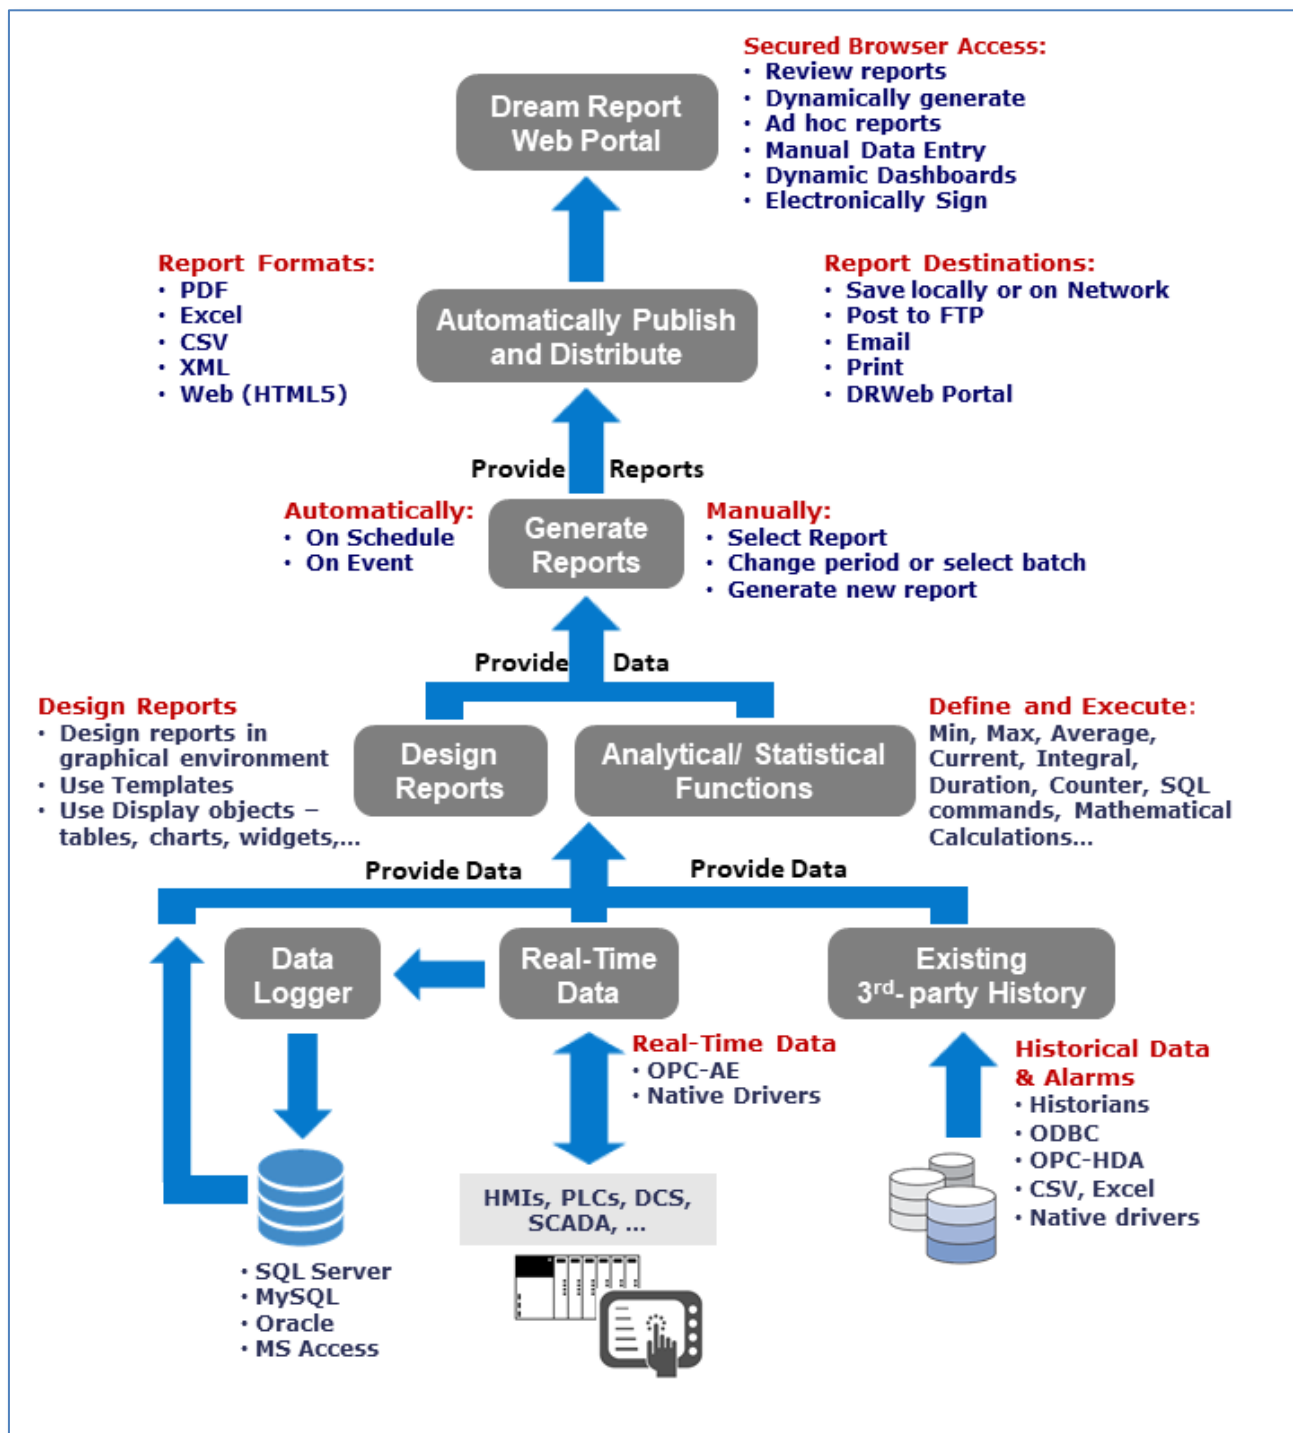 Secured Browser Access:
• Review reports
• Dynamically generate
• Ad hoc reports
• Manual Data Entry
• Dynamic Dashboards
• Electronically Sign
Dream Report
Web Portal
Report Formats:
• PDF
• Excel
• CSV
• XML
• Web (HTML5)
Automatically Publish
and Distribute
Report Destinations:
• Save locally or on Network
• Post to FTP
• Email
• Print
• DRWeb Portal
Provide Reports
Automatically:
• On Schedule
• On Event
Generate
Reports
Manually:
• Select Report
• Change period or select batch
• Generate new report
Provide Data
Design Reports
• Design reports in
graphical environment
• Use Templates
• Use Display objects –
tables, charts, widgets,...
Design
Reports
Analytical/ Statistical
Functions
Define and Execute:
Min, Max, Average,
Current, Integral,
Duration, Counter, SQL
commands, Mathematical
Calculations...
Provide Data
Provide Data
Data
Logger
Real-Time
Data
Existing
3rd- party History
Real-Time Data
• OPC-AE
• Native Drivers
Historical Data
& Alarms
• Historians
• ODBC
• OPC-HDA
• CSV, Excel
• Native drivers
HMIs, PLCs, DCS,
SCADA, ...
• SQL Server
• MySQL
• Oracle
• MS Access